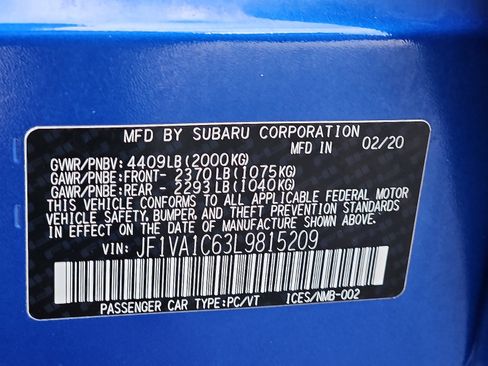 MFD BY SUBARU CORPORATION
MFD IN 02/20
GVWR/PNBV: 4409LB(2000KG)
GAWR/PNBE:FRONT- 2370LB(1075KG)
GAWR/PNBE:REAR - 2293LB(1040KG)
THIS VEHICLE CONFORMS TO ALL APPLICABLE FEDERAL MOTOR
VEHICLE SAFETY, BUMPER, AND THEFT PREVENTION STANDARDS
IN EFFECT ON THE DATE OF MANUFACTURE SHOWN ABOVE.
VIN: JF1VA1C63L9815209
PASSENGER CAR TYPE:PC/VT 1CES/NMB-002